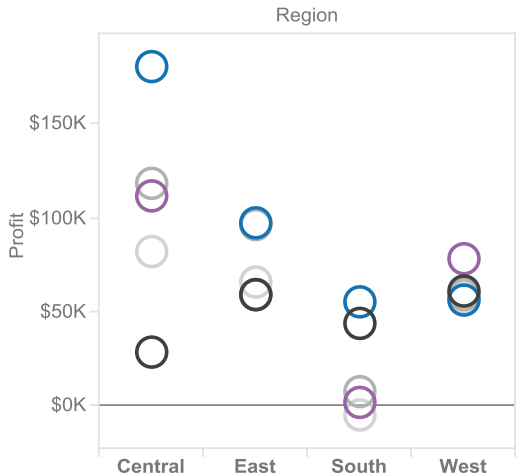 Region
Profit
$150K
$100K
$50K
$0K
Central East South West